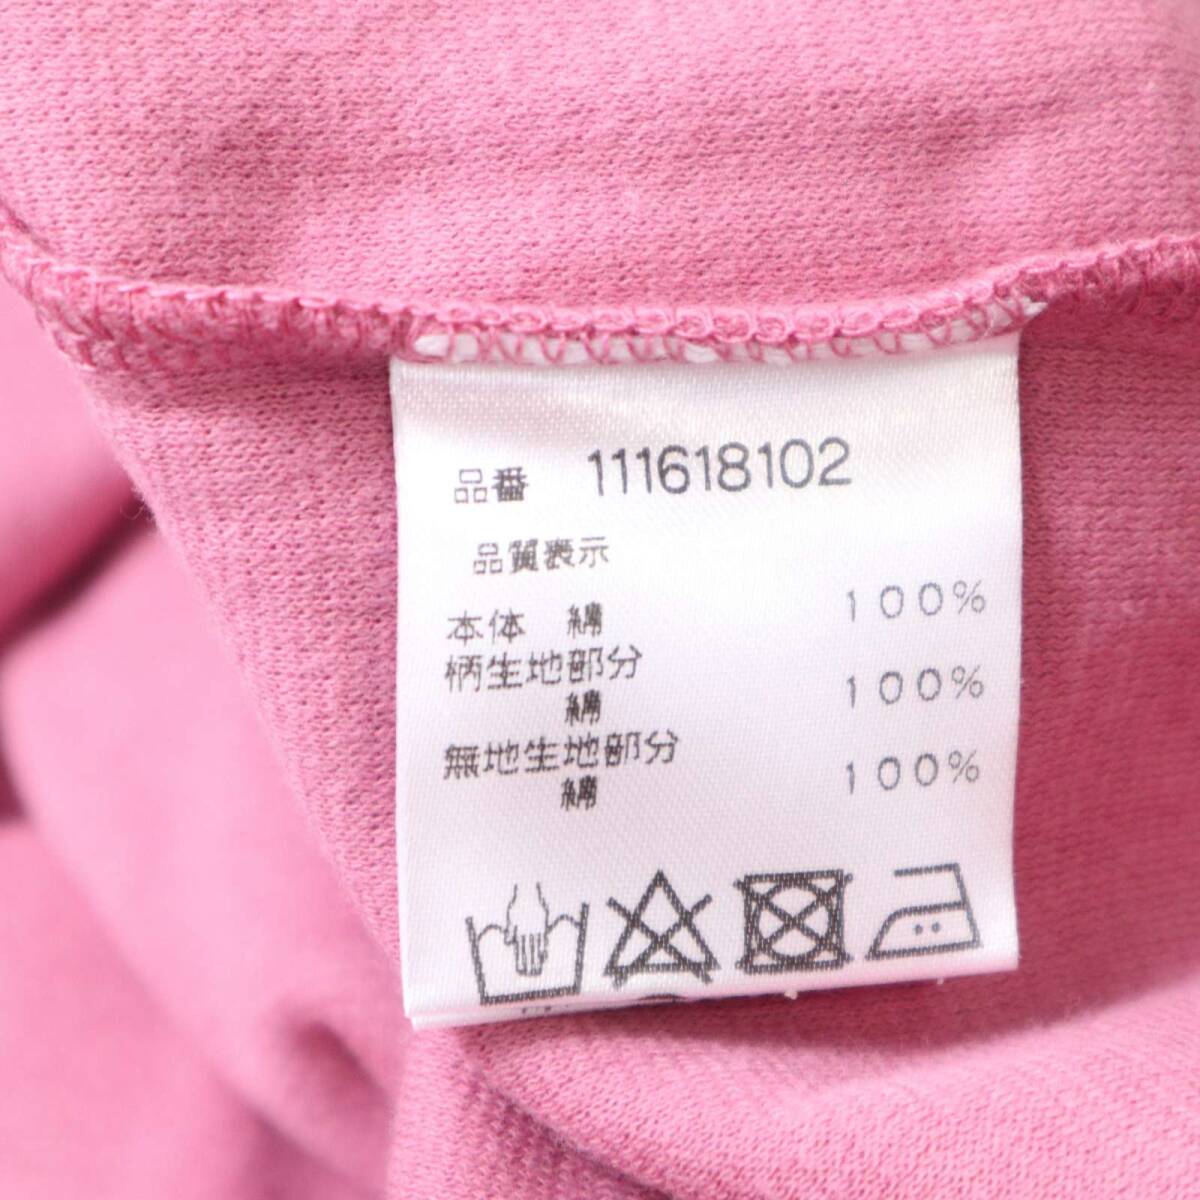 品番 111618102
品質表示
本体 綿 100%
柄生地部分
綿 100%
無地生地部分
綿 100%